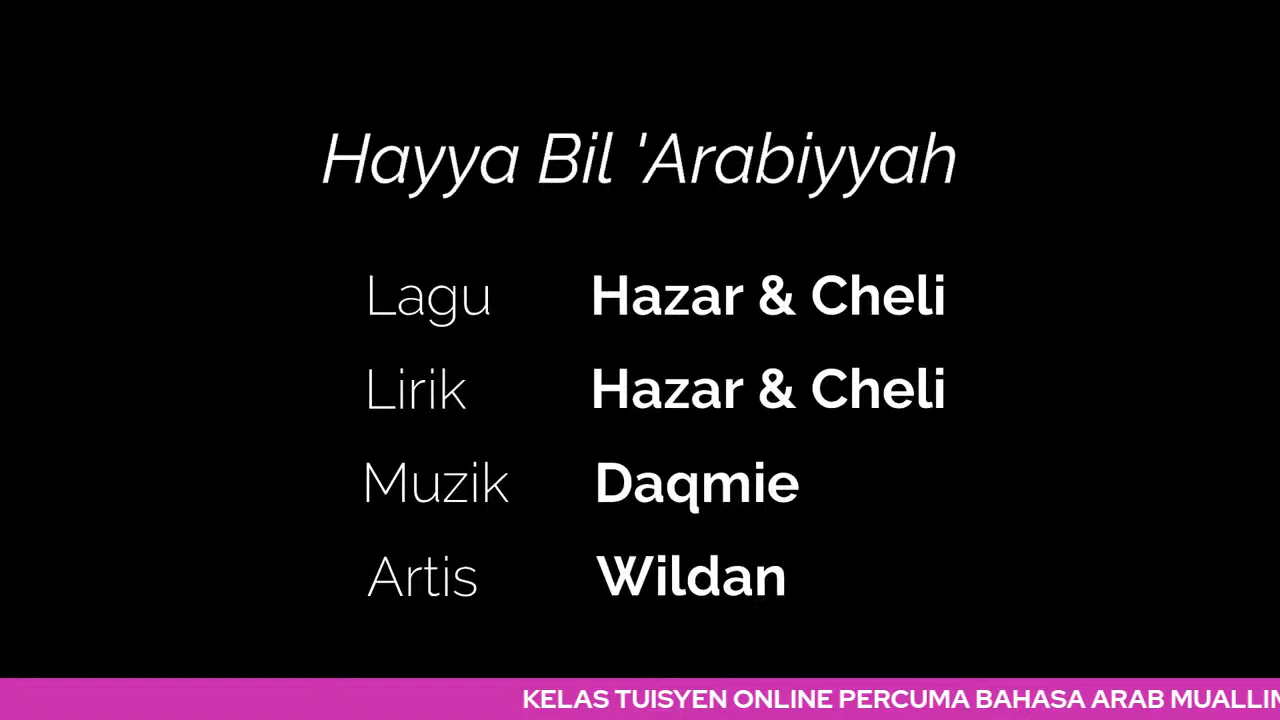 Hayya Bil 'Arabiyyah
Lagu Hazar & Cheli
Lirik Hazar & Cheli
Muzik Daqmie
Artis Wildan
KELAS TUISYEN ONLINE PERCUMA BAHASA ARAB